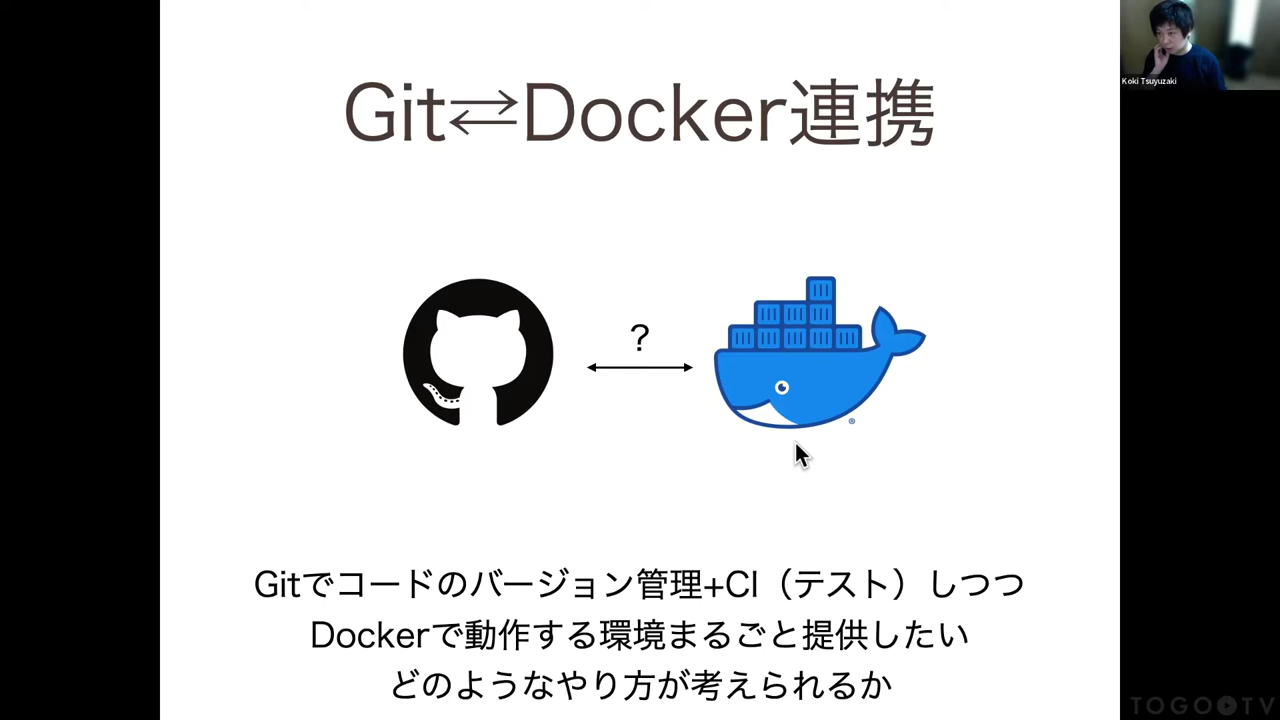 Git⇄Docker連携
Koki Tsuyuzaki
?
Gitでコードのバージョン管理+CI（テスト）しつつ
Dockerで動作する環境まるごと提供したい
どのようなやり方が考えられるか
TOGOTV